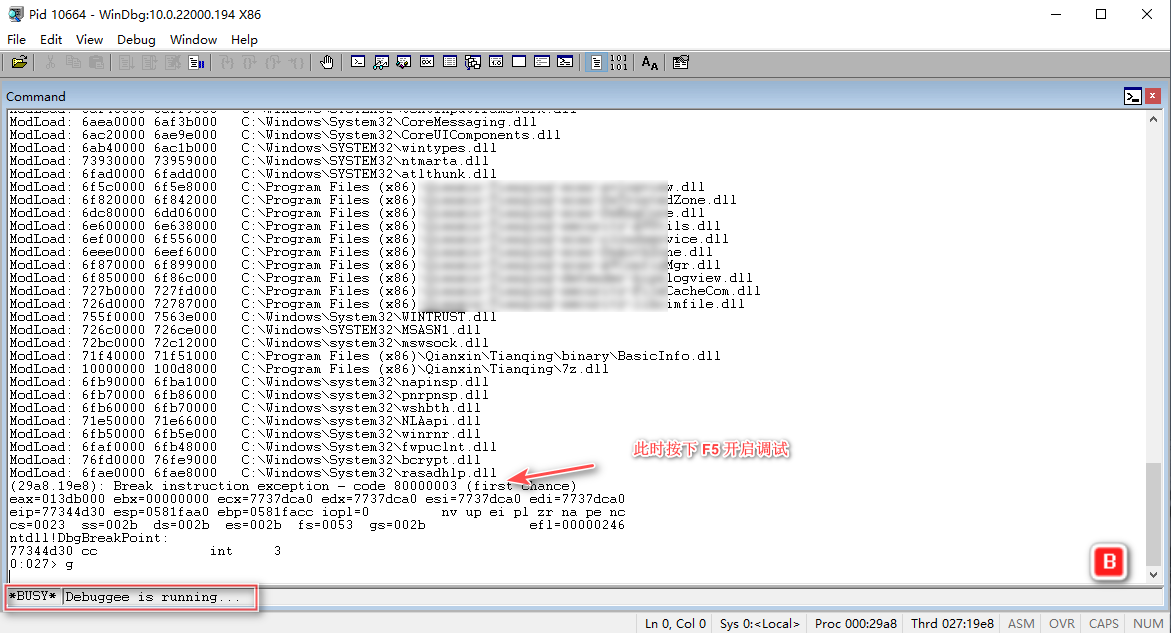 Pid 10664 - WinDbg:10.0.22000.194 X86
File Edit View Debug Window Help
Command
ModLoad: 6aea0000 6af3b000 C:\Windows\System32\CoreMessaging.dll
ModLoad: 6ac20000 6ae9e000 C:\Windows\System32\CoreUIComponents.dll
ModLoad: 6ab40000 6ac1b000 C:\Windows\SYSTEM32\wintypes.dll
ModLoad: 73930000 73959000 C:\Windows\SYSTEM32\ntmarta.dll
ModLoad: 6fad0000 6fadd000 C:\Windows\SYSTEM32\atlthunk.dll
ModLoad: 6f5c0000 6f5e8000 C:\Program Files (x86) w.dll
ModLoad: 6f820000 6f842000 C:\Program Files (x86) dZone.dll
ModLoad: 6dc80000 6dd06000 C:\Program Files (x86) e.dll
ModLoad: 6e600000 6e638000 C:\Program Files (x86) ils.dll
ModLoad: 6ef00000 6f556000 C:\Program Files (x86) vice.dll
ModLoad: 6eee0000 6eef6000 C:\Program Files (x86) ne.dll
ModLoad: 6f870000 6f899000 C:\Program Files (x86) Mgr.dll
ModLoad: 6f850000 6f86c000 C:\Program Files (x86) logview.dll
ModLoad: 727b0000 727fd000 C:\Program Files (x86) CacheCom.dll
ModLoad: 726d0000 72787000 C:\Program Files (x86) imfile.dll
ModLoad: 755f0000 7563e000 C:\Windows\System32\WINTRUST.dll
ModLoad: 726c0000 726ce000 C:\Windows\SYSTEM32\MSASN1.dll
ModLoad: 72bc0000 72c12000 C:\Windows\system32\mswsock.dll
ModLoad: 71f40000 71f51000 C:\Program Files (x86)\Qianxin\Tianqing\binary\BasicInfo.dll
ModLoad: 10000000 100d8000 C:\Program Files (x86)\Qianxin\Tianqing\7z.dll
ModLoad: 6fb90000 6fba1000 C:\Windows\system32\napinsp.dll
ModLoad: 6fb70000 6fb86000 C:\Windows\system32\pnrpnsp.dll
ModLoad: 6fb60000 6fb70000 C:\Windows\system32\wshbth.dll
ModLoad: 71e50000 71e66000 C:\Windows\system32\NLAapi.dll
ModLoad: 6fb50000 6fb5e000 C:\Windows\System32\winrnr.dll
ModLoad: 6faf0000 6fb48000 C:\Windows\System32\fwpuclnt.dll
ModLoad: 76fd0000 76fe9000 C:\Windows\System32\bcrypt.dll
ModLoad: 6fae0000 6fae8000 C:\Windows\System32\rasadhlp.dll
此时按下 F5 开启调试
(29a8.19e8): Break instruction exception - code 80000003 (first chance)
eax=013db000 ebx=00000000 ecx=7737dca0 edx=7737dca0 esi=7737dca0 edi=7737dca0
eip=77344d30 esp=0581faa0 ebp=0581facc iopl=0 nv up ei pl zr na pe nc
cs=0023 ss=002b ds=002b es=002b fs=0053 gs=002b efl=00000246
ntdll!DbgBreakPoint:
77344d30 cc int 3
0:027> g
B
*BUSY* Debuggee is running...
Ln 0, Col 0 Sys 0:<Local> Proc 000:29a8 Thrd 027:19e8 ASM OVR CAPS NUM